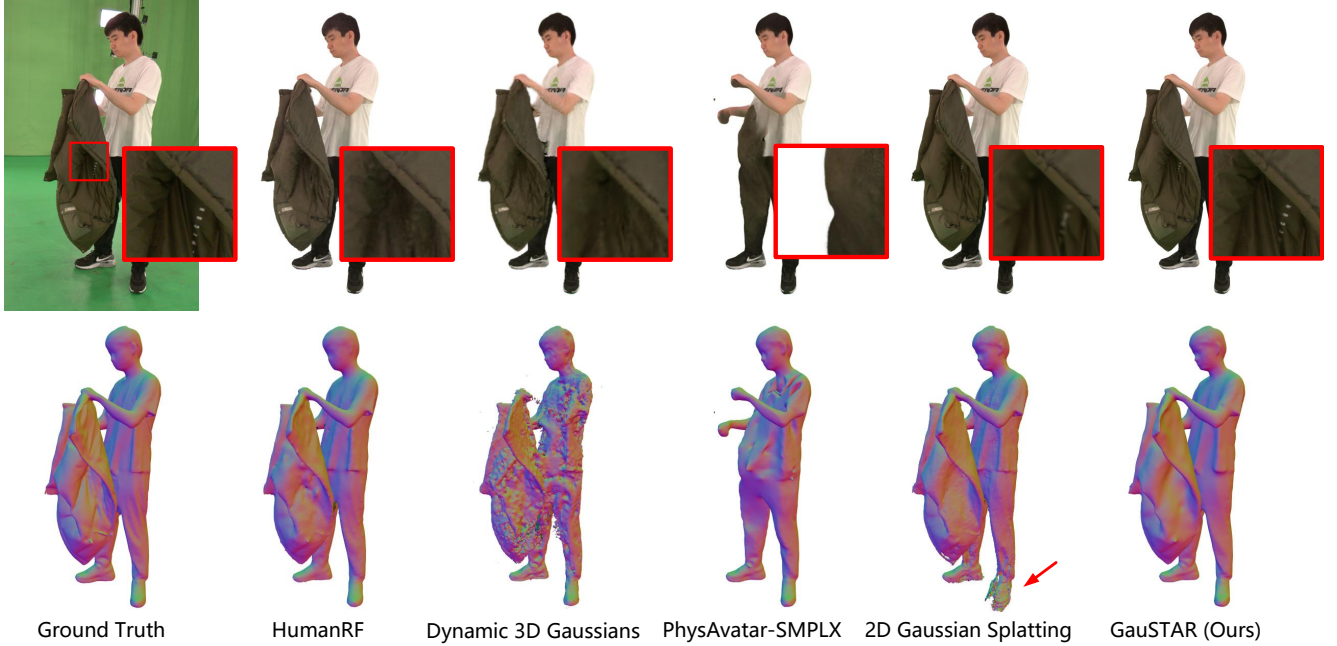 Ground Truth
HumanRF
Dynamic 3D Gaussians
PhysAvatar-SMPLX
2D Gaussian Splatting
GauSTAR (Ours)